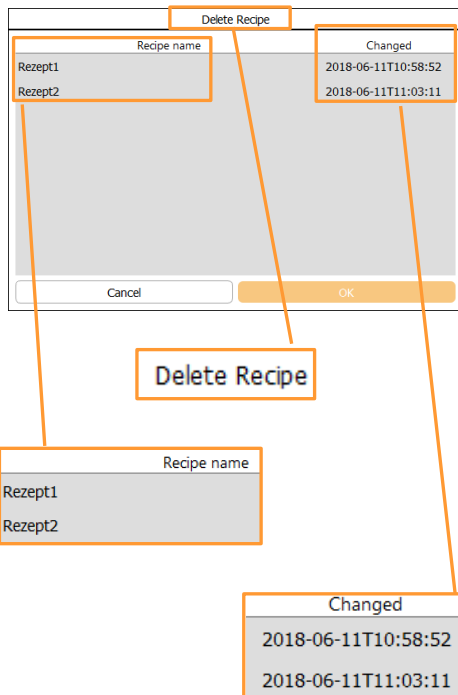 Delete Recipe
Recipe name Changed
Rezept1 2018-06-11T10:58:52
Rezept2 2018-06-11T11:03:11
Cancel OK
Delete Recipe
Recipe name
Rezept1
Rezept2
Changed
2018-06-11T10:58:52
2018-06-11T11:03:11